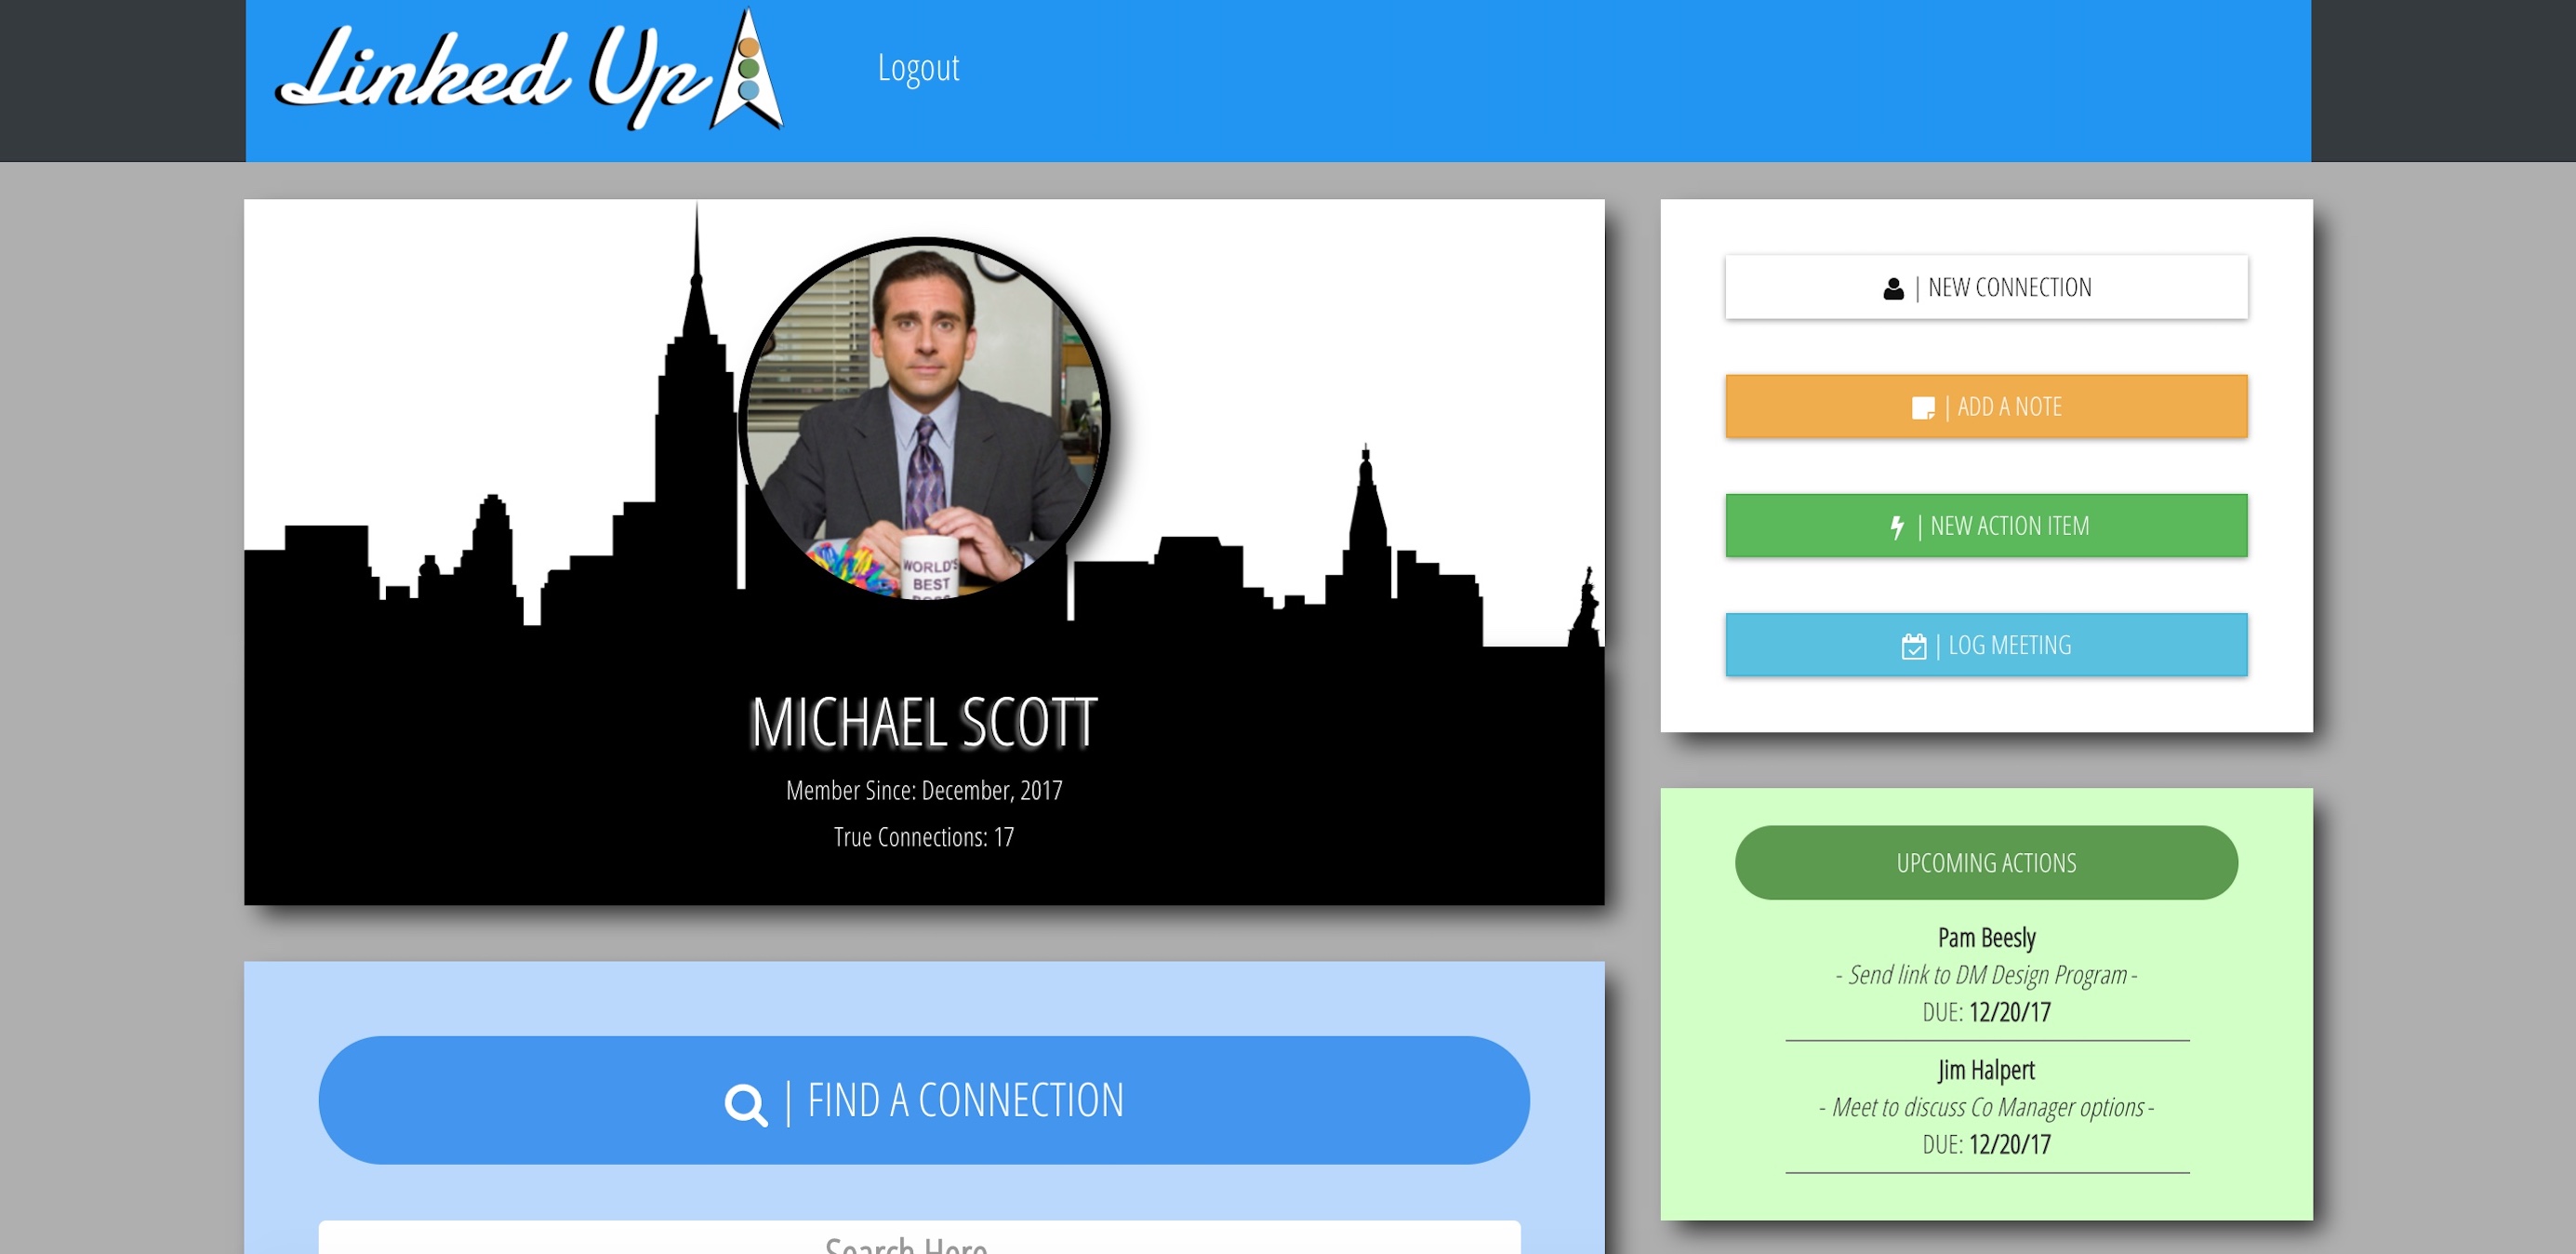 Linked Up
Logout
WORLD'S
BEST
MICHAEL SCOTT
Member Since: December, 2017
True Connections: 17
| FIND A CONNECTION
Search Here
| NEW CONNECTION
| ADD A NOTE
| NEW ACTION ITEM
| LOG MEETING
UPCOMING ACTIONS
Pam Beesly
- Send link to DM Design Program -
DUE: 12/20/17
Jim Halpert
- Meet to discuss Co Manager options -
DUE: 12/20/17